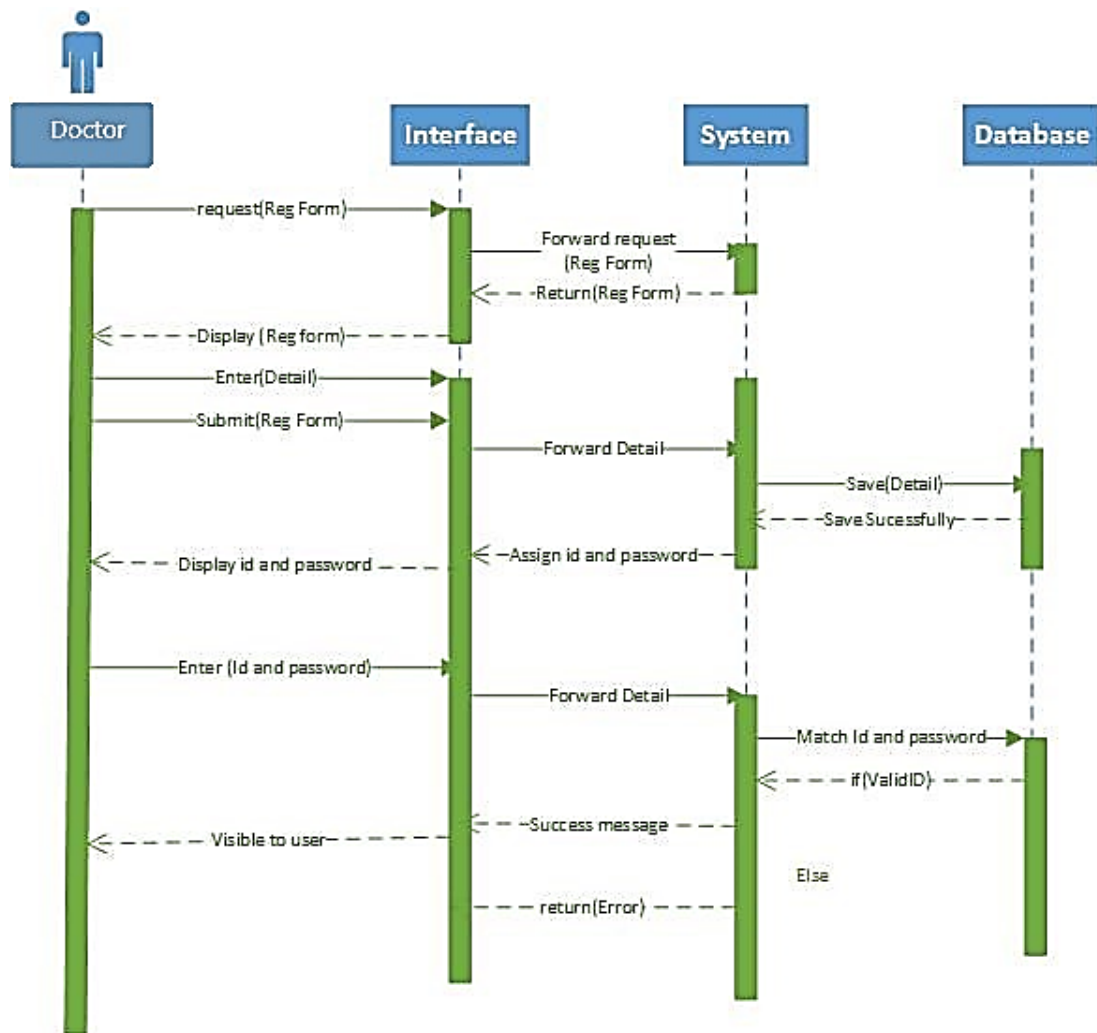 Doctor
Interface
System
Database
request(Reg Form)
Forward request
(Reg Form)
Return(Reg Form)
Display (Reg form)
Enter(Detail)
Submit(Reg Form)
Forward Detail
Save(Detail)
Save Sucessfully
Assign id and password
Display id and password
Enter (Id and password)
Forward Detail
Match Id and password
if(ValidID)
Success message
Visible to user
Else
return(Error)